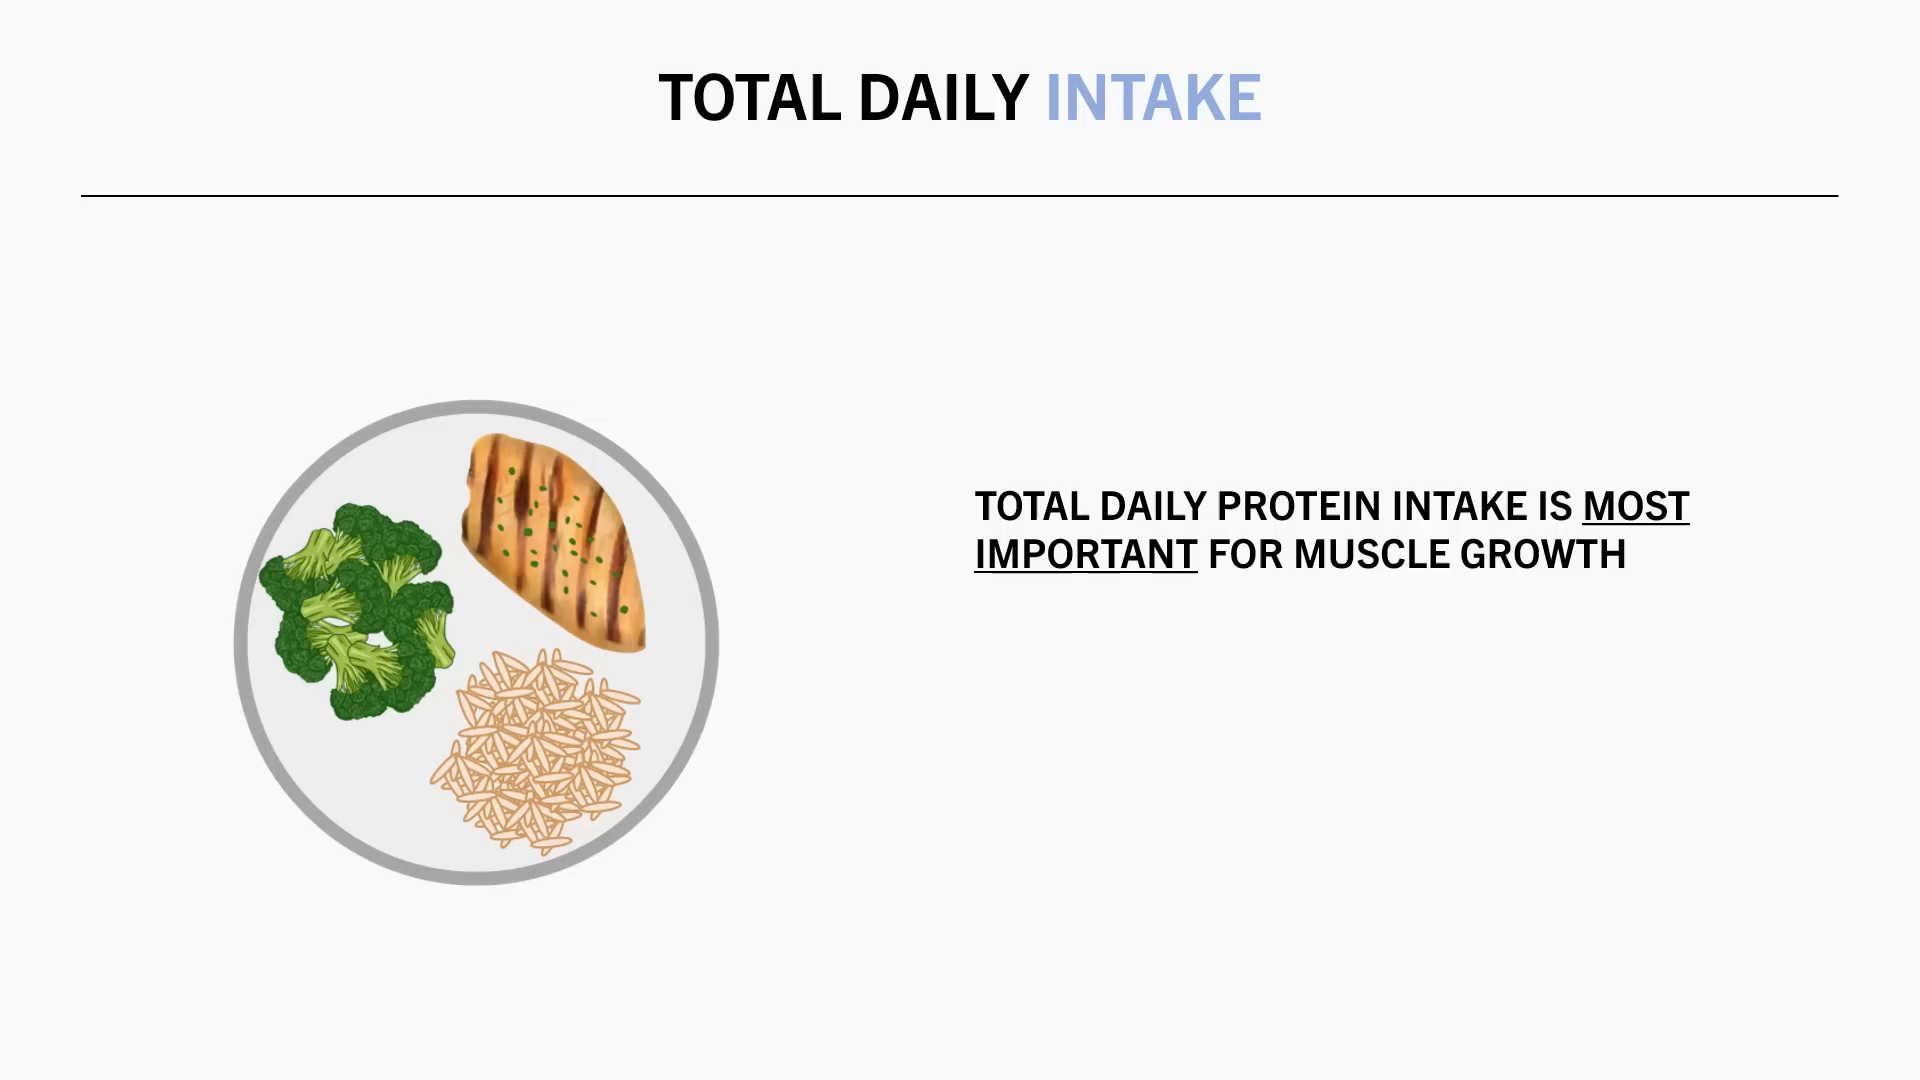 TOTAL DAILY INTAKE
TOTAL DAILY PROTEIN INTAKE IS MOST
IMPORTANT FOR MUSCLE GROWTH